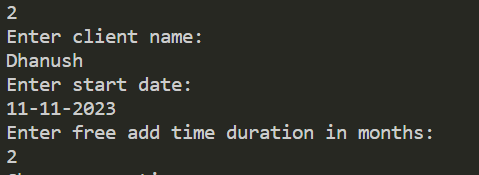 2
Enter client name:
Dhanush
Enter start date:
11-11-2023
Enter free add time duration in months:
2